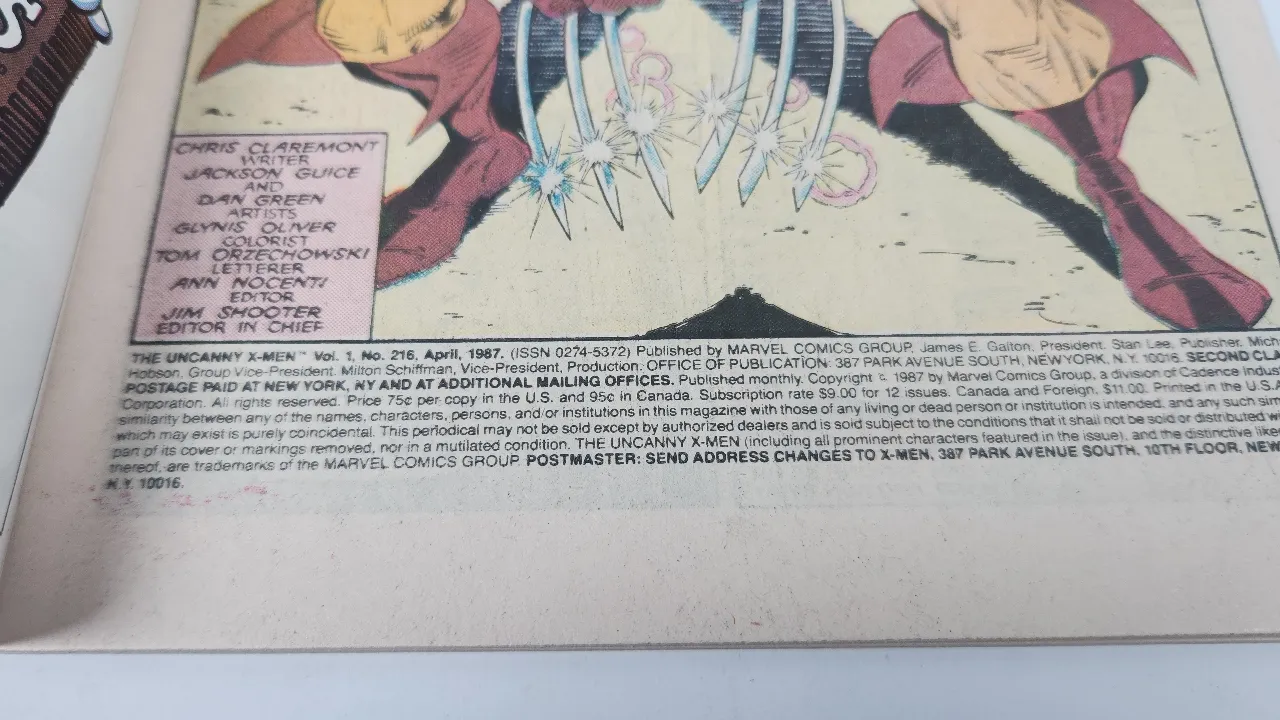 S
CHRIS CLAREMONT
WRITER
JACKSON GUICE
AND
DAN GREEN
ARTISTS
GLYNIS OLIVER
COLORIST
TOM ORZECHOWSKI
LETTERER
ANN NOCENTI
EDITOR
JIM SHOOTER
EDITOR IN CHIEF
THE UNCANNY X-MEN™ Vol. 1, No. 216, April, 1987. (ISSN 0274-5372) Published by MARVEL COMICS GROUP, James E. Galton, President. Stan Lee, Publisher. Mich
Hobson, Group Vice-President. Milton Schiffman, Vice-President, Production. OFFICE OF PUBLICATION: 387 PARK AVENUE SOUTH, NEW YORK, N.Y. 10016. SECOND CLA
POSTAGE PAID AT NEW YORK, NY AND AT ADDITIONAL MAILING OFFICES. Published monthly. Copyright © 1987 by Marvel Comics Group, a division of Cadence Indus
Corporation. All rights reserved. Price 75¢ per copy in the U.S. and 95¢ in Canada. Subscription rate $9.00 for 12 issues. Canada and Foreign, $11.00. Printed in the U.S.A
similarity between any of the names, characters, persons, and/or institutions in this magazine with those of any living or dead person or institution is intended, and any such sim
which may exist is purely coincidental. This periodical may not be sold except by authorized dealers and is sold subject to the conditions that it shall not be sold or distributed w
part of its cover or markings removed, nor in a mutilated condition. THE UNCANNY X-MEN (including all prominent characters featured in the issue), and the distinctive like
thereof, are trademarks of the MARVEL COMICS GROUP. POSTMASTER: SEND ADDRESS CHANGES TO X-MEN, 387 PARK AVENUE SOUTH, 10TH FLOOR, NEW
N.Y. 10016.